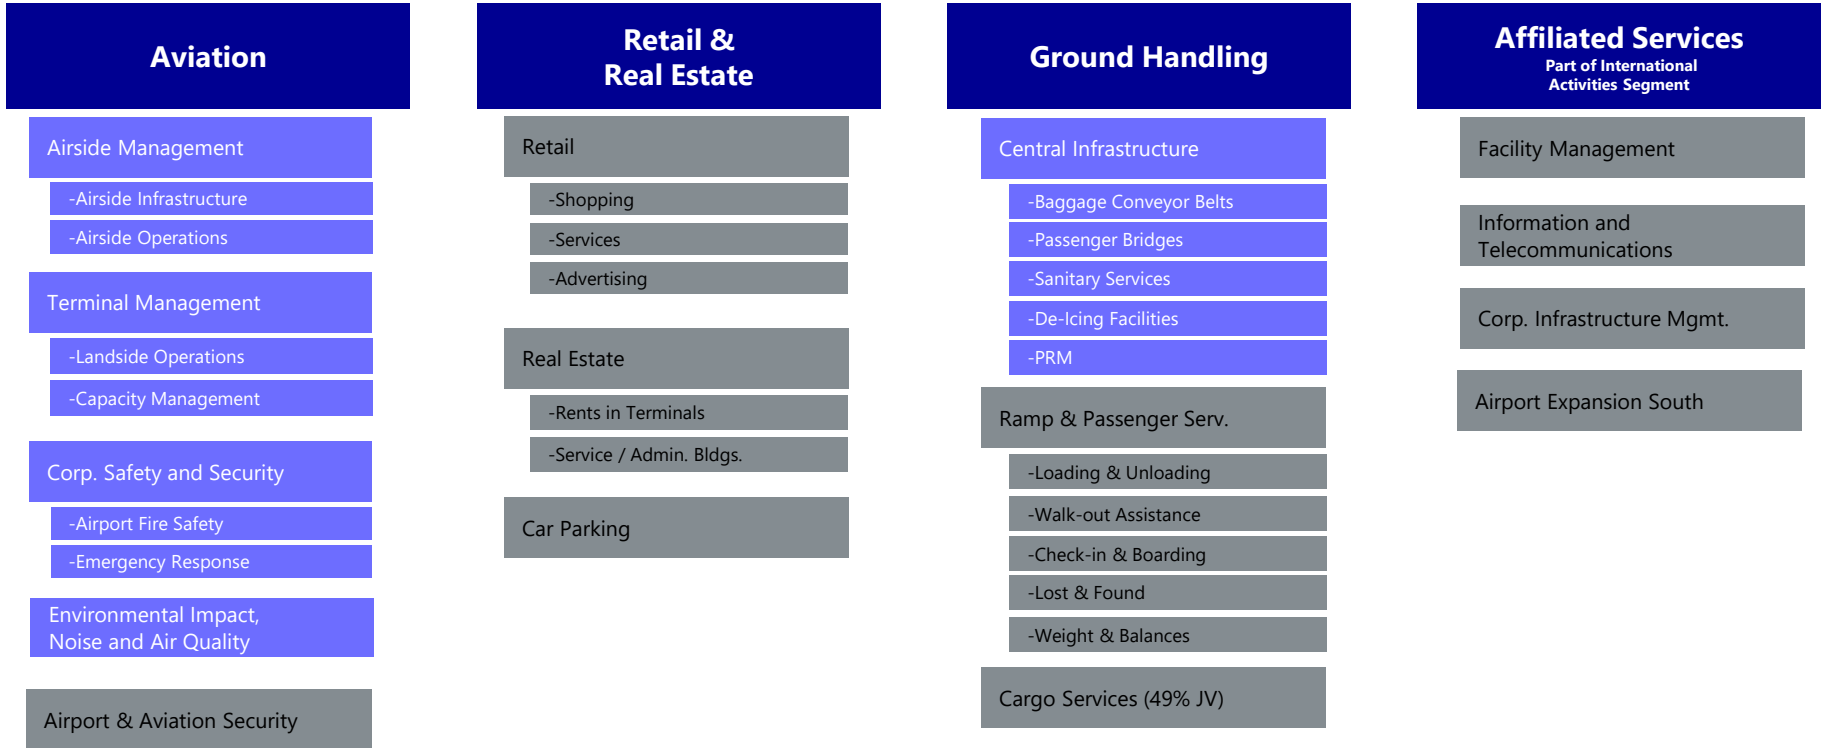 Aviation
Airside Management
-Airside Infrastructure
-Airside Operations
Terminal Management
-Landside Operations
-Capacity Management
Corp. Safety and Security
-Airport Fire Safety
-Emergency Response
Environmental Impact,
Noise and Air Quality
Airport & Aviation Security
Retail &
Real Estate
Retail
-Shopping
-Services
-Advertising
Real Estate
-Rents in Terminals
-Service / Admin. Bldgs.
Car Parking
Ground Handling
Central Infrastructure
-Baggage Conveyor Belts
-Passenger Bridges
-Sanitary Services
-De-Icing Facilities
-PRM
Ramp & Passenger Serv.
-Loading & Unloading
-Walk-out Assistance
-Check-in & Boarding
-Lost & Found
-Weight & Balances
Cargo Services (49% JV)
Affiliated Services
Part of International
Activities Segment
Facility Management
Information and
Telecommunications
Corp. Infrastructure Mgmt.
Airport Expansion South